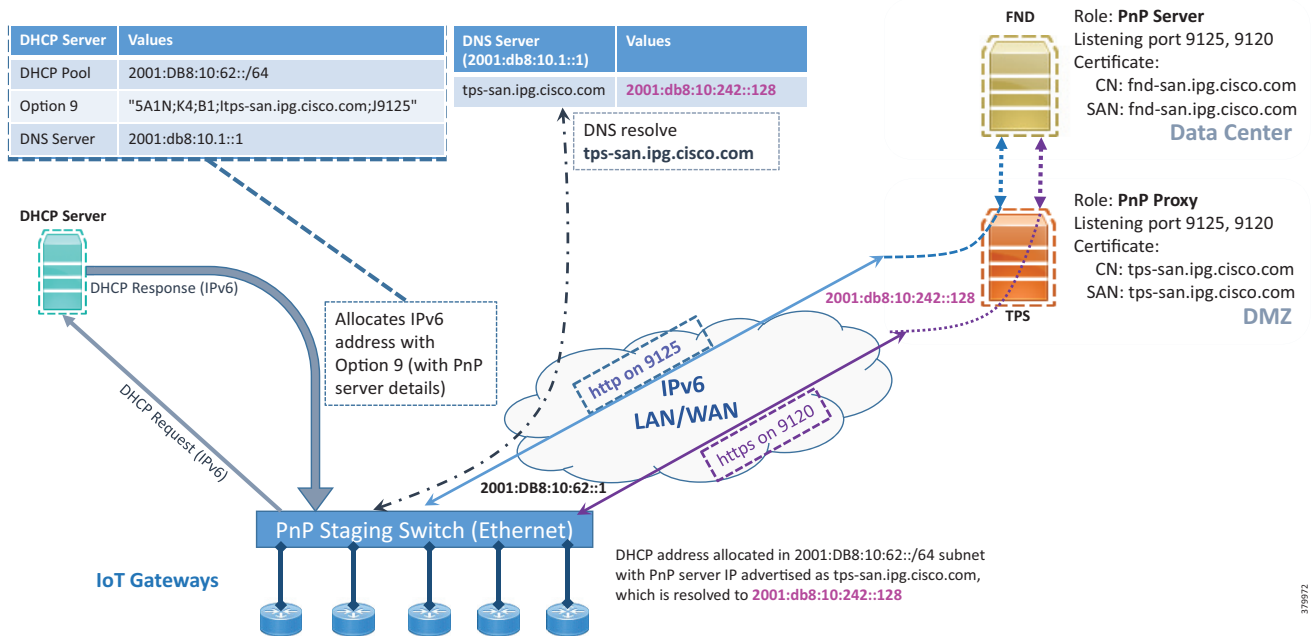 DHCP Server Values
DHCP Pool 2001:DB8:10:62::/64
Option 9 "5A1N;K4;B1;Itps-san.ipg.cisco.com;J9125"
DNS Server 2001:db8:10.1::1
DNS Server
(2001:db8:10.1::1)
Values
tps-san.ipg.cisco.com 2001:db8:10:242::128
DNS resolve
tps-san.ipg.cisco.com
FND
Role: PnP Server
Listening port 9125, 9120
Certificate:
CN: fnd-san.ipg.cisco.com
SAN: fnd-san.ipg.cisco.com
Data Center
Role: PnP Proxy
Listening port 9125, 9120
Certificate:
CN: tps-san.ipg.cisco.com
SAN: tps-san.ipg.cisco.com
DMZ
TPS
2001:db8:10:242::128
DHCP Server
DHCP Response (IPv6)
DHCP Request (IPv6)
Allocates IPv6
address with
Option 9 (with PnP
server details)
http on 9125
IPv6
LAN/WAN
https on 9120
2001:DB8:10:62::1
PnP Staging Switch (Ethernet)
IoT Gateways
DHCP address allocated in 2001:DB8:10:62::/64 subnet
with PnP server IP advertised as tps-san.ipg.cisco.com,
which is resolved to 2001:db8:10:242::128
379972